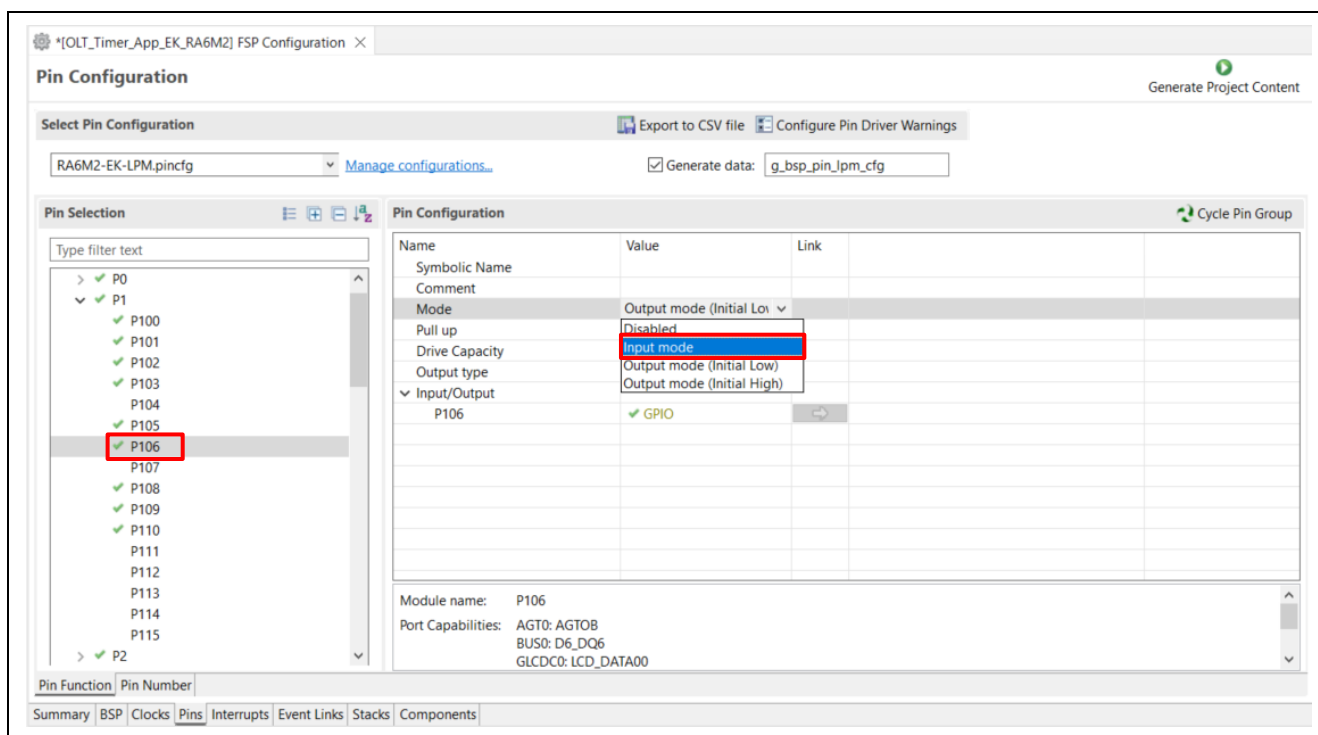 *[OLT_Timer_App_EK_RA6M2] FSP Configuration
Pin Configuration
Generate Project Content
Select Pin Configuration
Export to CSV file Configure Pin Driver Warnings
RA6M2-EK-LPM.pincfg Manage configurations... Generate data: g_bsp_pin_lpm_cfg
Pin Selection
Type filter text
P0
P1
P100
P101
P102
P103
P104
P105
P106
P107
P108
P109
P110
P111
P112
P113
P114
P115
P2
Pin Configuration Cycle Pin Group
Name Value Link
Symbolic Name
Comment
Mode Output mode (Initial Lov
Pull up Disabled
Drive Capacity Input mode
Output type Output mode (Initial Low)
Input/Output Output mode (Initial High)
P106 GPIO
Module name: P106
Port Capabilities: AGT0: AGTOB
BUS0: D6_DQ6
GLCDC0: LCD_DATA00
Pin Function Pin Number
Summary BSP Clocks Pins Interrupts Event Links Stacks Components